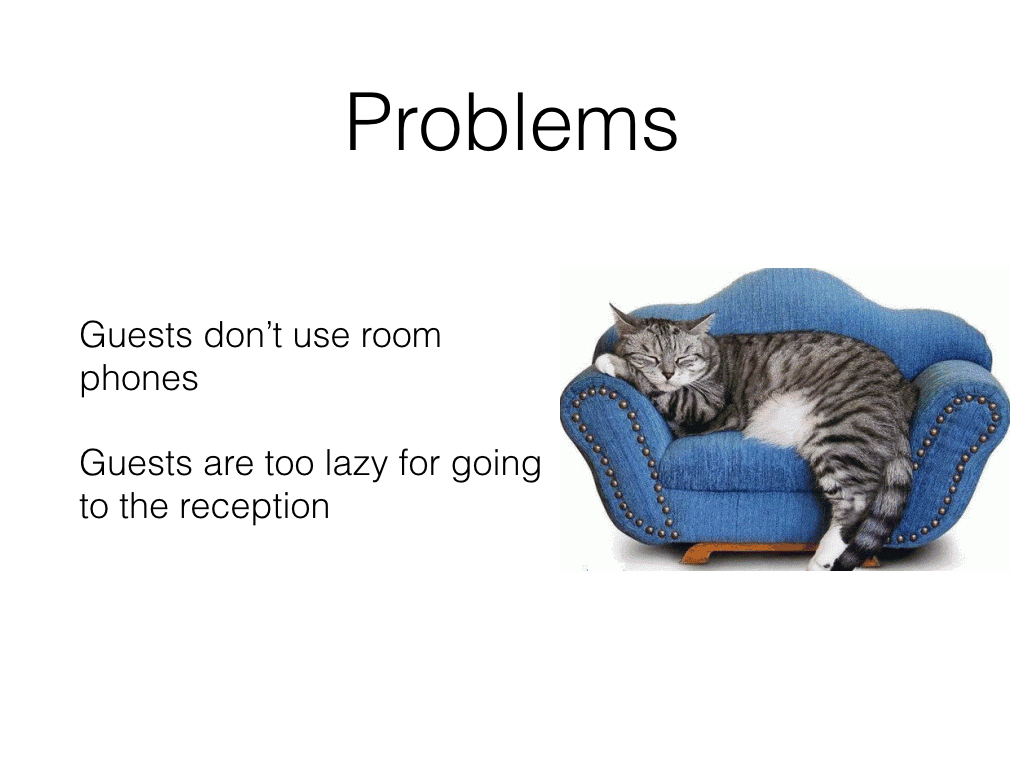 Problems
Guests don’t use room
phones
Guests are too lazy for going
to the reception